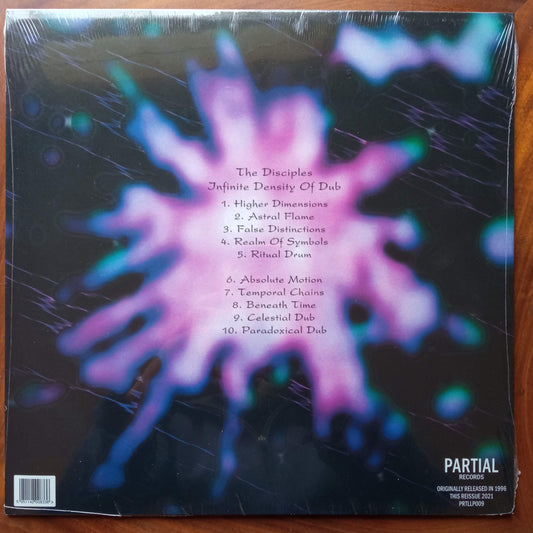 The Disciples
Infinite Density Of Dub
1. Higher Dimensions
2. Astral Flame
3. False Distinctions
4. Realm Of Symbols
5. Ritual Drum
6. Absolute Motion
7. Temporal Chains
8. Beneath Time
9. Celestial Dub
10. Paradoxical Dub
PARTIAL
RECORDS
ORIGINALLY RELEASED IN 1996
THIS REISSUE 2021
PRTLLP009